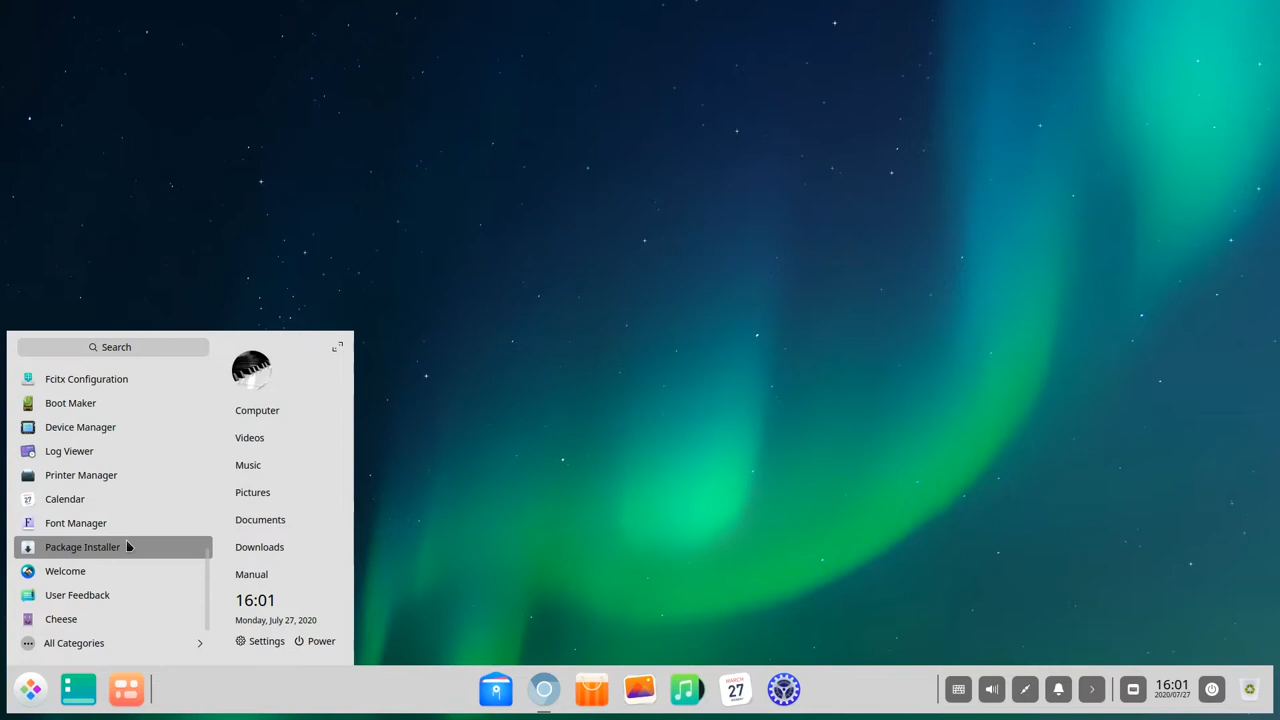 Search
Fcitx Configuration
Boot Maker
Device Manager
Log Viewer
Printer Manager
Calendar
Font Manager
Package Installer
Welcome
User Feedback
Cheese
All Categories
Computer
Videos
Music
Pictures
Documents
Downloads
Manual
16:01
Monday, July 27, 2020
Settings
Power
MARCH
27
16:01
2020/07/27